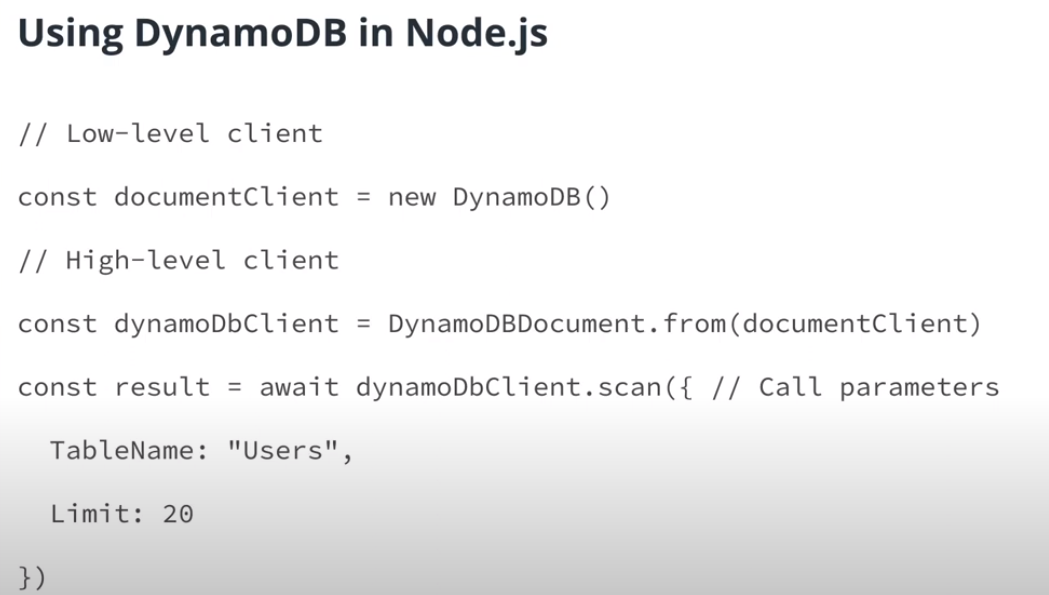 Using DynamoDB in Node.js
// Low-level client
const documentClient = new DynamoDB()
// High-level client
const dynamoDbClient = DynamoDBDocument.from(documentClient)
const result = await dynamoDbClient.scan({ // Call parameters
  TableName: "Users",
  Limit: 20
})